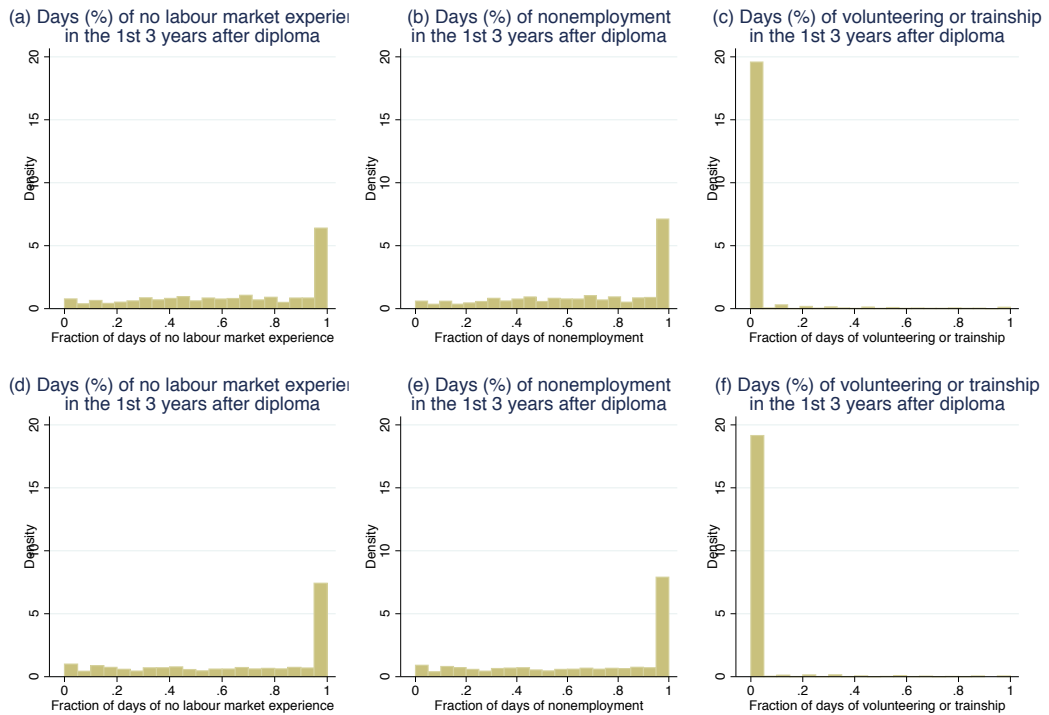 (a) Days (%) of no labour market experie
in the 1st 3 years after diploma
20
15
10
5
0
Density
0 .2 .4 .6 .8 1
Fraction of days of no labour market experience
(b) Days (%) of nonemployment
in the 1st 3 years after diploma
20
15
10
5
0
Density
0 .2 .4 .6 .8 1
Fraction of days of nonemployment
(c) Days (%) of volunteering or trainship
in the 1st 3 years after diploma
20
15
10
5
0
Density
0 .2 .4 .6 .8 1
Fraction of days of volunteering or trainship
(d) Days (%) of no labour market experie
in the 1st 3 years after diploma
20
15
10
5
0
Density
0 .2 .4 .6 .8 1
Fraction of days of no labour market experience
(e) Days (%) of nonemployment
in the 1st 3 years after diploma
20
15
10
5
0
Density
0 .2 .4 .6 .8 1
Fraction of days of nonemployment
(f) Days (%) of volunteering or trainship
in the 1st 3 years after diploma
20
15
10
5
0
Density
0 .2 .4 .6 .8 1
Fraction of days of volunteering or trainship